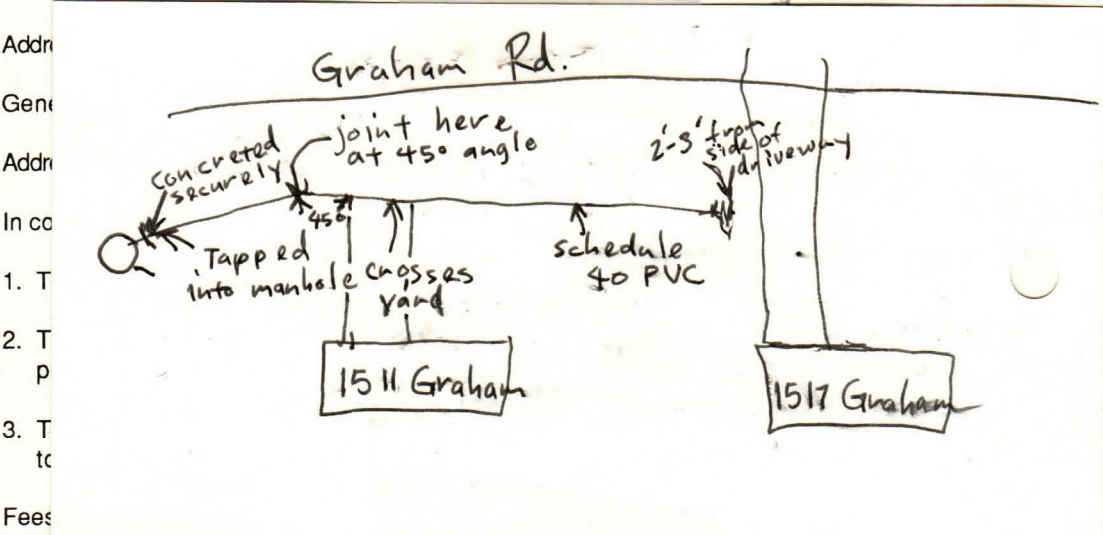 Graham Rd.
joint here
at 45° angle
concreted
securely
2'-3' from
side of
driveway
45°
Tapped
into manhole
crosses
yard
schedule
40 PVC
1511 Graham
1517 Graham
Addr
Gene
Addr
In co
1. T
2. T
p
3. T
to
Fees